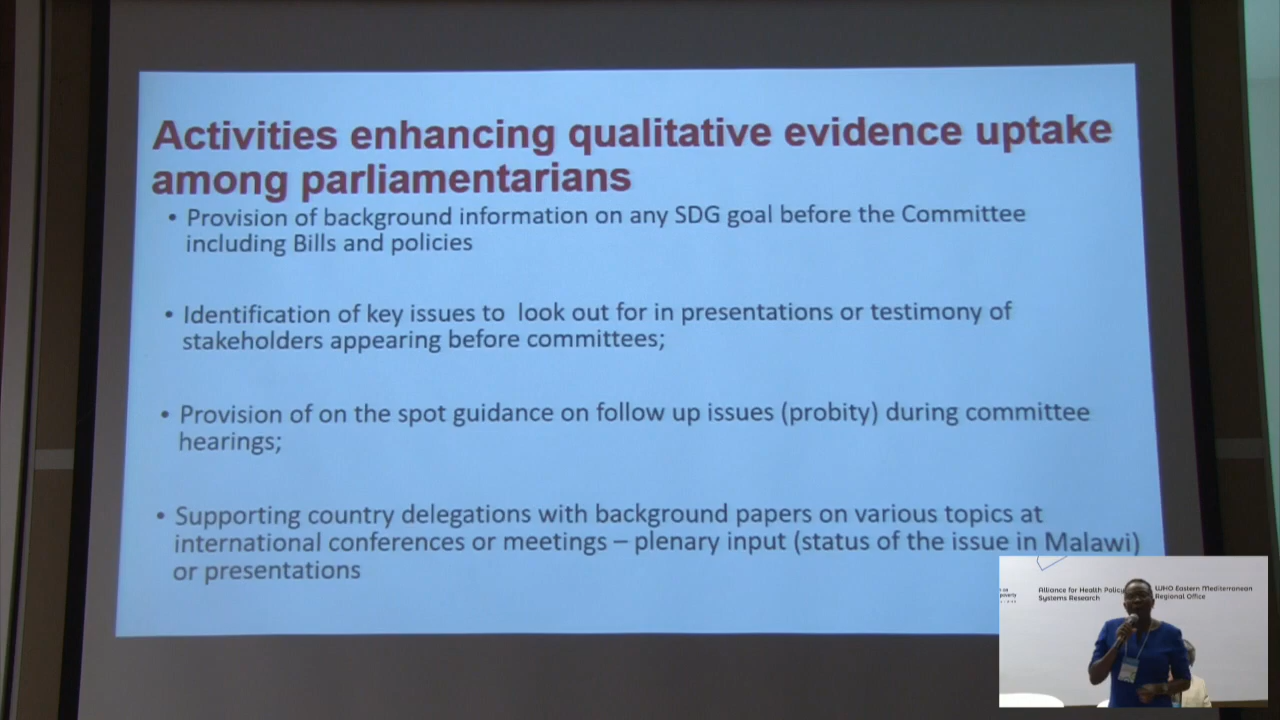 Activities enhancing qualitative evidence uptake
among parliamentarians
• Provision of background information on any SDG goal before the Committee
including Bills and policies
• Identification of key issues to look out for in presentations or testimony of
stakeholders appearing before committees;
• Provision of on the spot guidance on follow up issues (probity) during committee
hearings;
• Supporting country delegations with background papers on various topics at
international conferences or meetings – plenary input (status of the issue in Malawi)
or presentations
Alliance for Health Policy
Systems Research
WHO Eastern Mediterranean
Regional Office